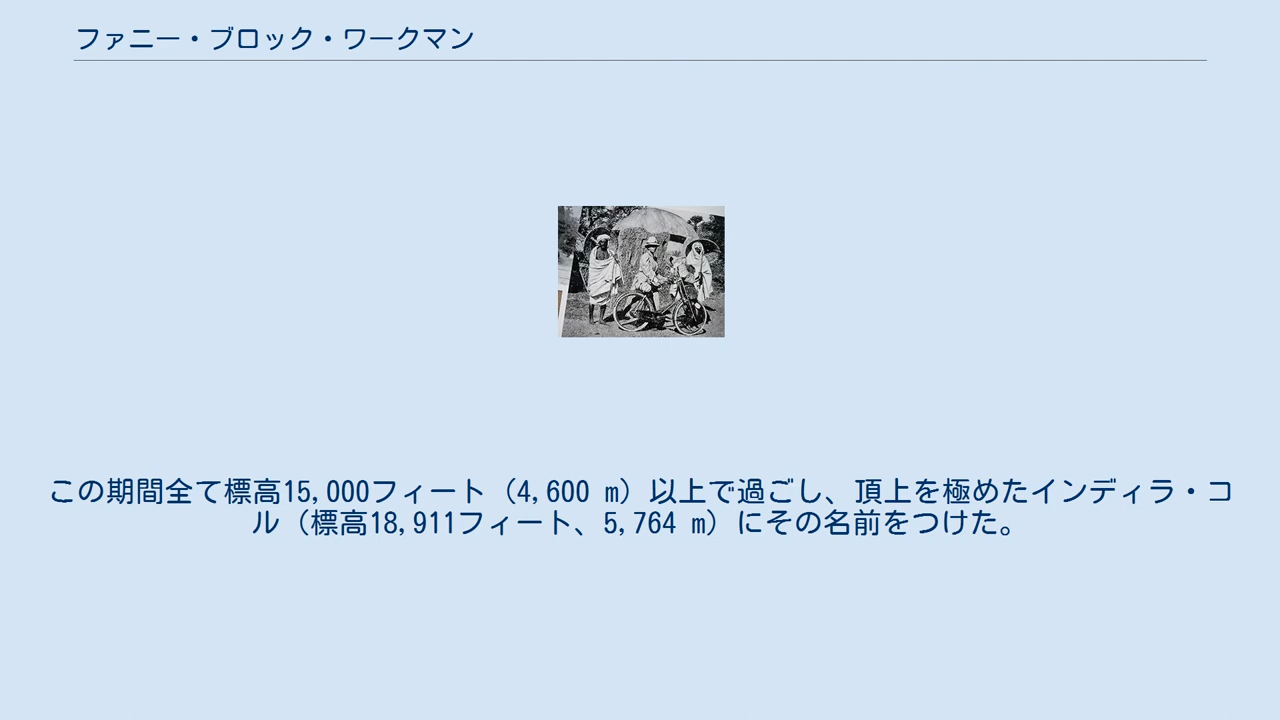 ファニー・ブロック・ワークマン
この期間全て標高15,000フィート（4,600 m）以上で過ごし、頂上を極めたインディラ・コ
ル（標高18,911フィート、5,764 m）にその名前をつけた。